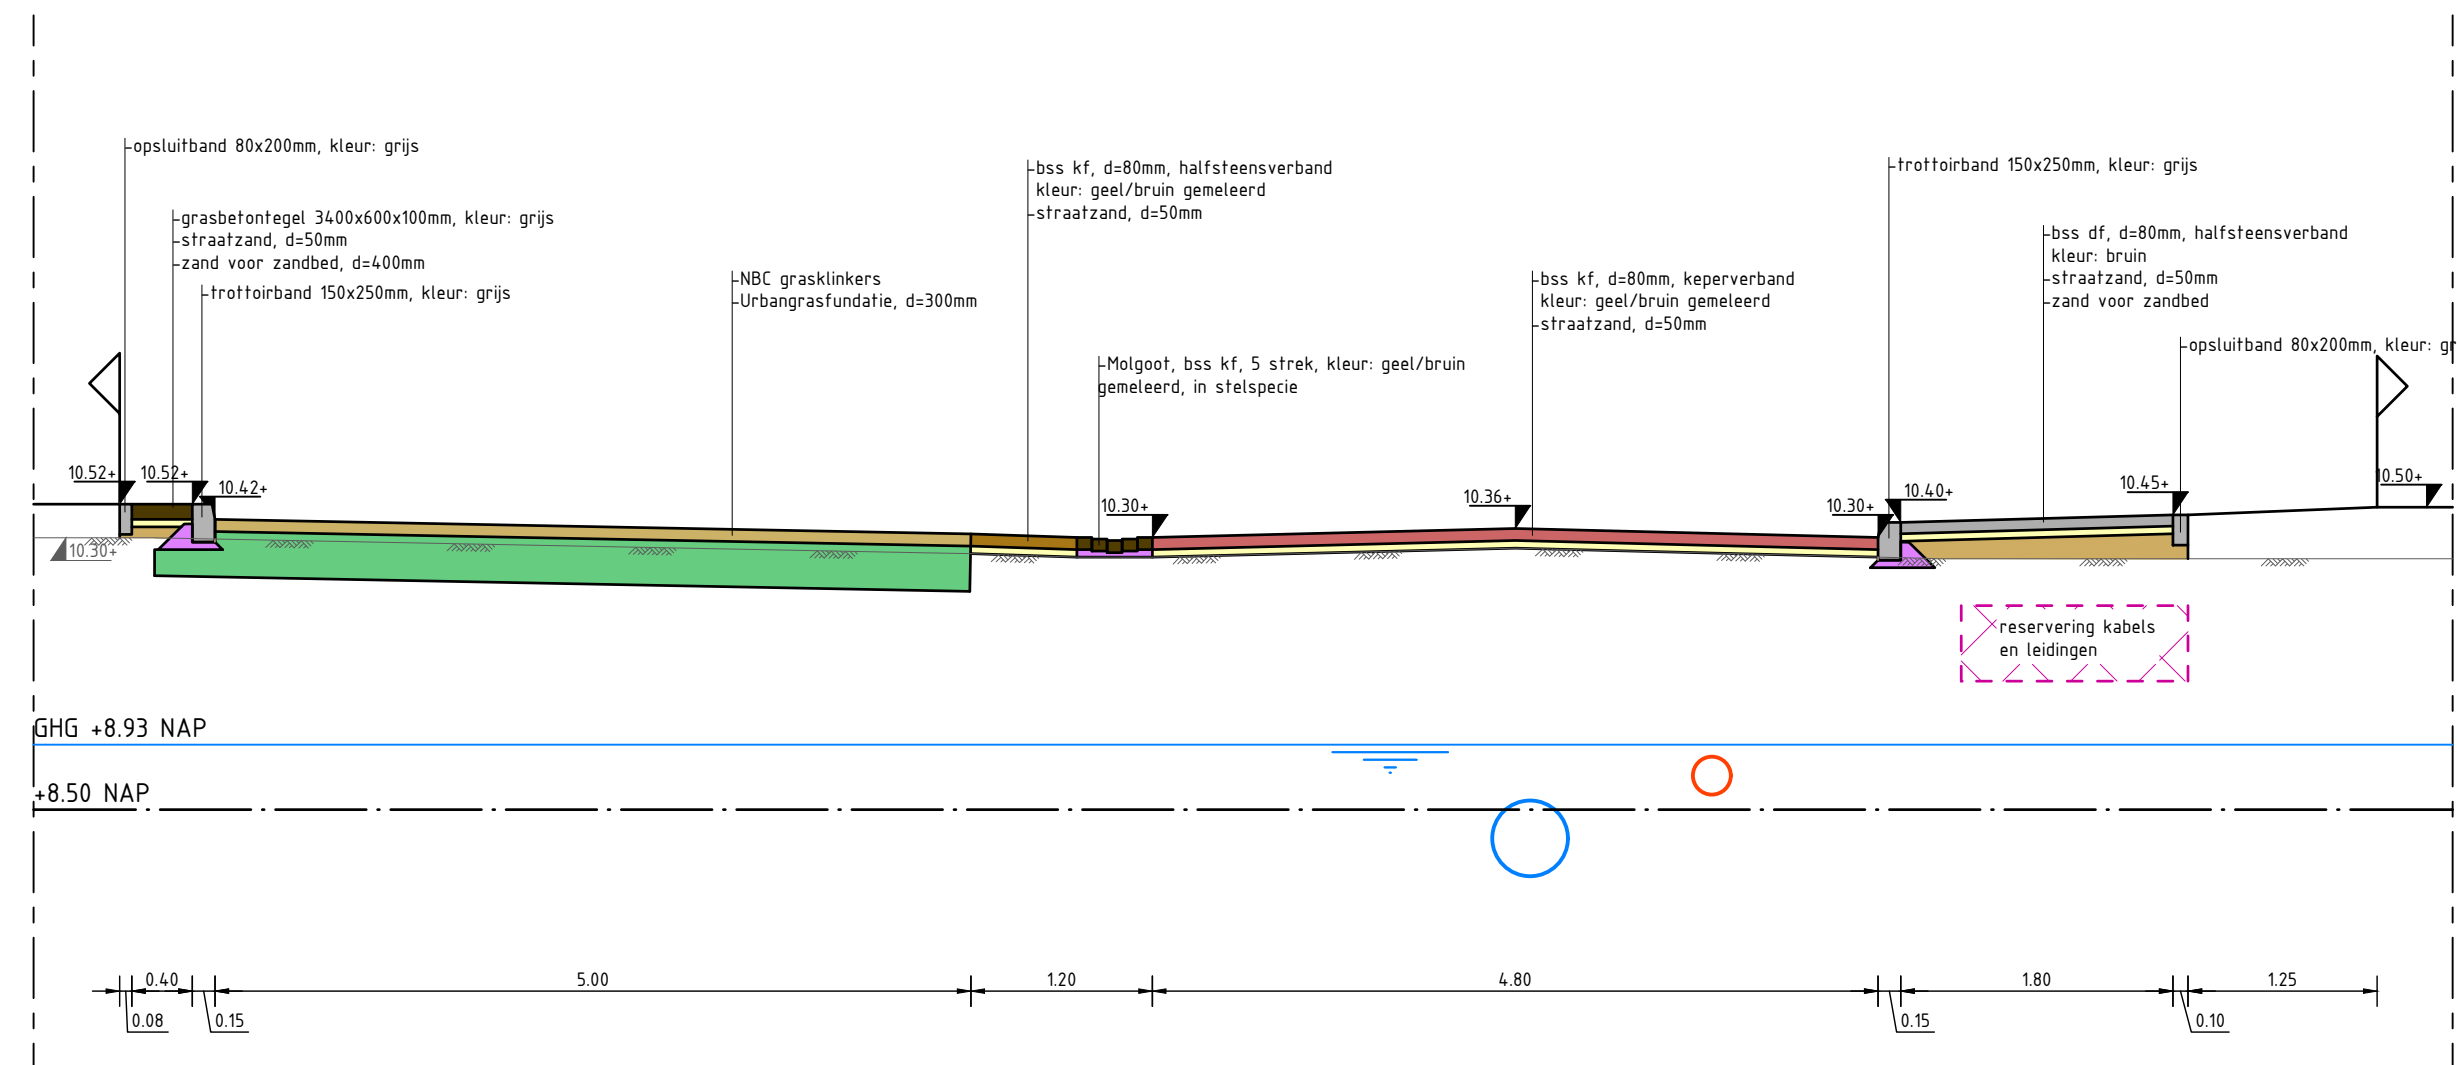 opsluitband 80x200mm, kleur: grijs
grasbetontegel 3400x600x100mm, kleur: grijs
straatzand, d=50mm
zand voor zandbed, d=400mm
trottoirband 150x250mm, kleur: grijs
NBC grasklinkers
Urbangrasfundatie, d=300mm
bss kf, d=80mm, halfsteensverband
kleur: geel/bruin gemeleerd
straatzand, d=50mm
Molgoot, bss kf, 5 strek, kleur: geel/bruin
gemeleerd, in stelspecie
bss kf, d=80mm, keperverband
kleur: geel/bruin gemeleerd
straatzand, d=50mm
trottoirband 150x250mm, kleur: grijs
bss df, d=80mm, halfsteensverband
kleur: bruin
straatzand, d=50mm
zand voor zandbed
opsluitband 80x200mm, kleur: gr
10.52+
10.52+
10.42+
10.30+
10.30+
10.36+
10.30+
10.40+
10.45+
10.50+
reservering kabels
en leidingen
GHG +8.93 NAP
+8.50 NAP
0.40
5.00
1.20
4.80
1.80
1.25
0.08
0.15
0.15
0.10